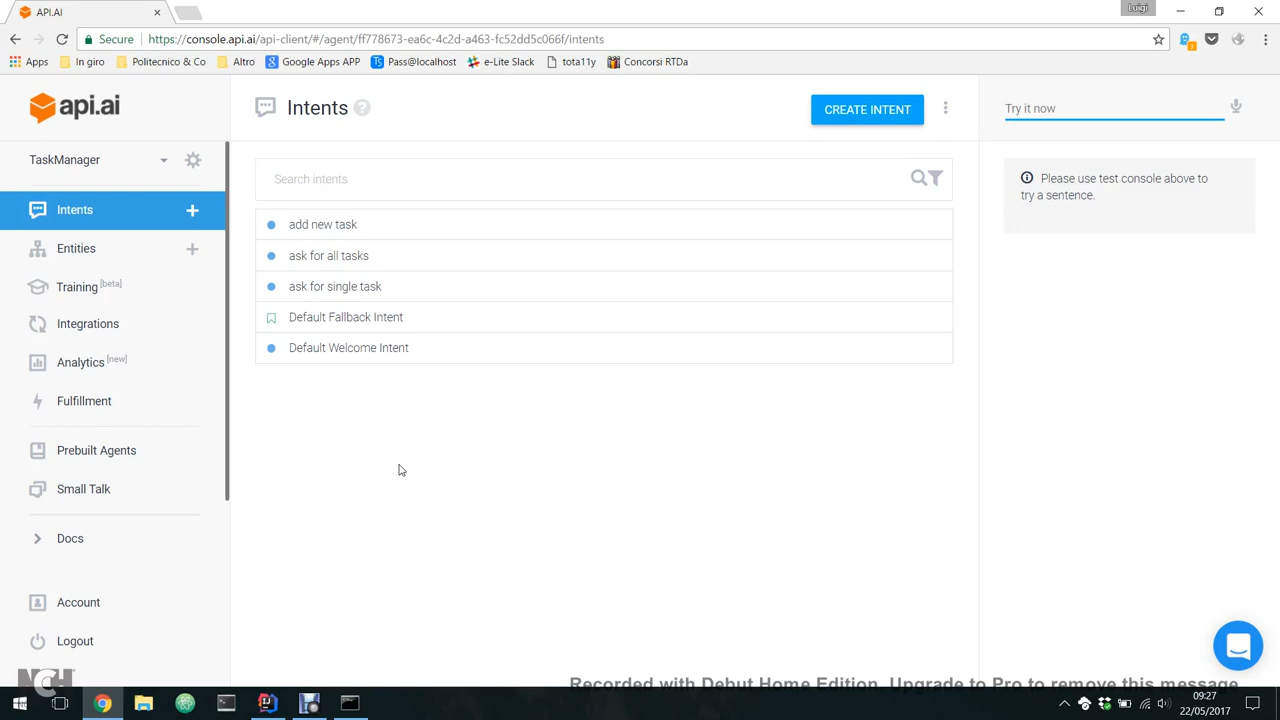 API.AI
Luigi
Secure https://console.api.ai/api-client/#/agent/ff778673-ea6c-4c2d-a463-fc52dd5c066f/intents
Apps In giro Politecnico & Co Altro Google Apps APP Pass@localhost e-Lite Slack tota11y Concorsi RTDa
api.ai
Intents ?
CREATE INTENT
Try it now
TaskManager
Search intents
Please use test console above to
try a sentence.
Intents
add new task
Entities
ask for all tasks
Training [beta]
ask for single task
Integrations
Default Fallback Intent
Analytics [new]
Default Welcome Intent
Fulfillment
Prebuilt Agents
Small Talk
Docs
Account
Logout
NCH
Recorded with Debut Home Edition. Upgrade to Pro to remove this message
09:27
22/05/2017